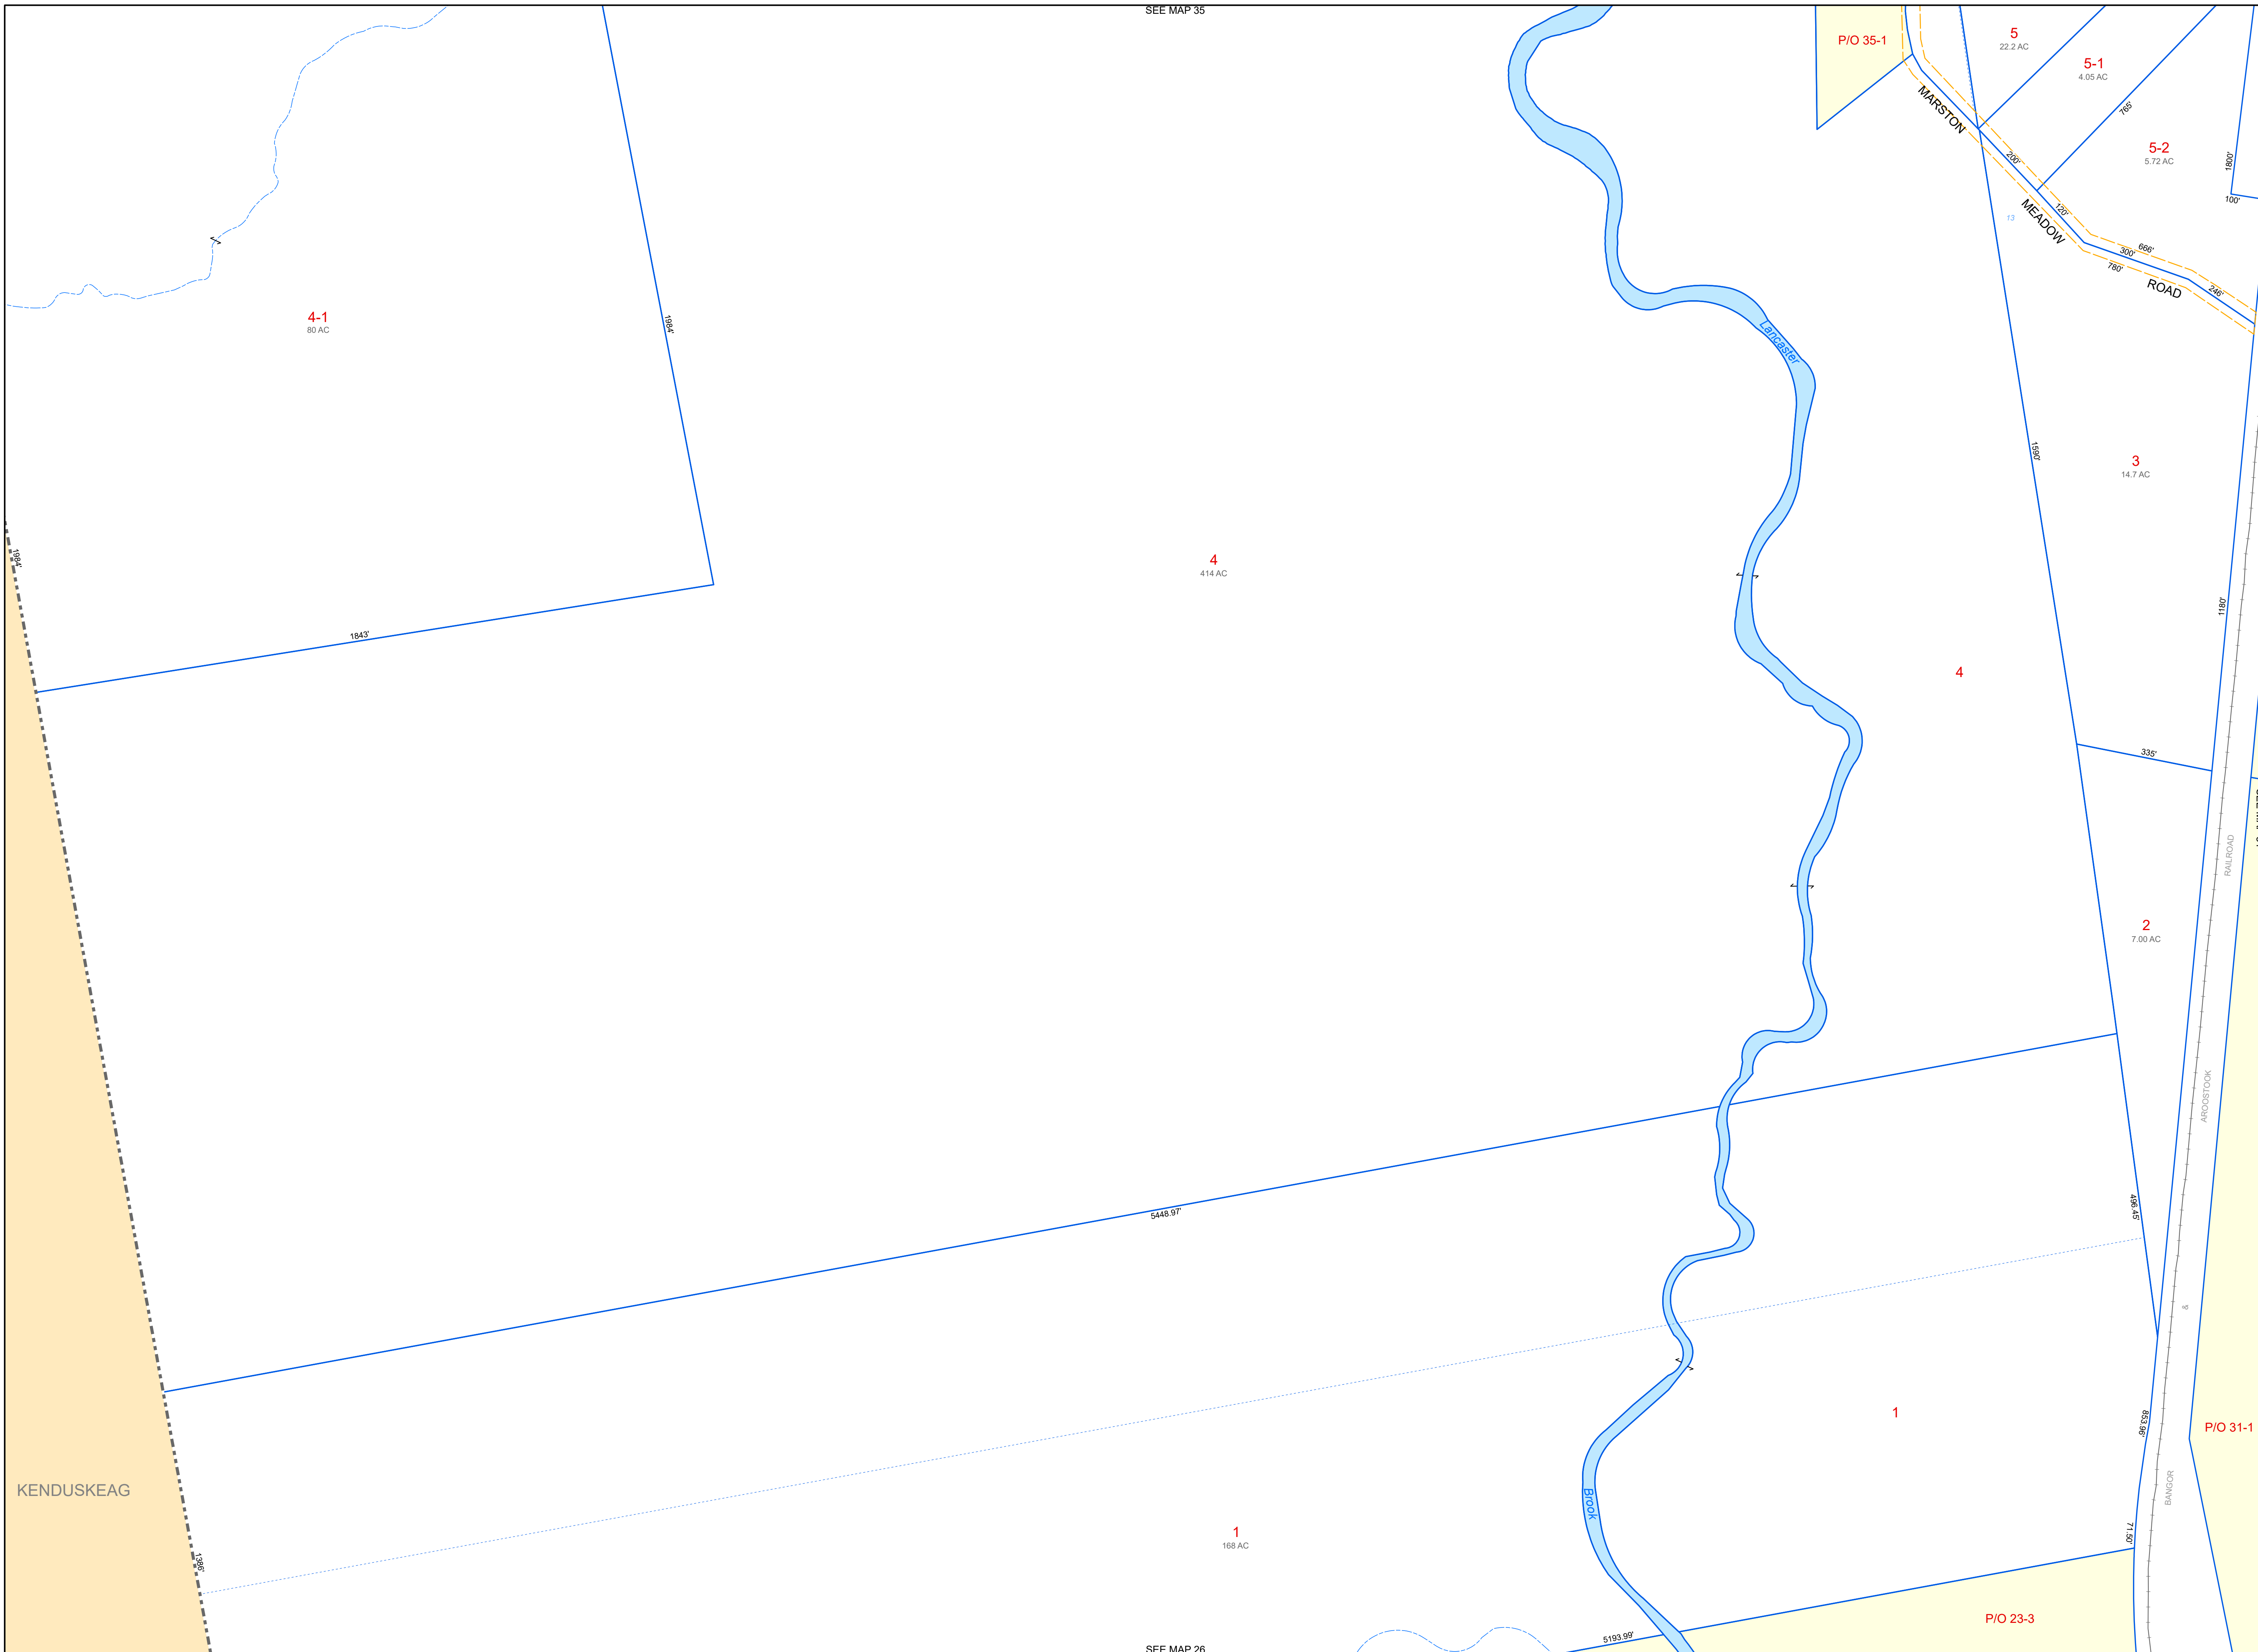 SEE MAP 35
P/O 35-1
5
22.2 AC
5-1
4.05 AC
765'
MARSTON
5-2
5.72 AC
1800'
200'
100'
MEADOW
120'
13
666'
300'
780'
ROAD
246'
4-1
80 AC
1984'
Lancaster
1590'
3
14.7 AC
1984'
4
414 AC
1180'
1843'
4
335'
RAILROAD
2
7.00 AC
AROOSTOOK
5448.97'
496.45'
&
1
853.96'
P/O 31-1
KENDUSKEAG
BANGOR
Brook
1
168 AC
71.50'
1386'
P/O 23-3
5193.99'
SEE MAP 26